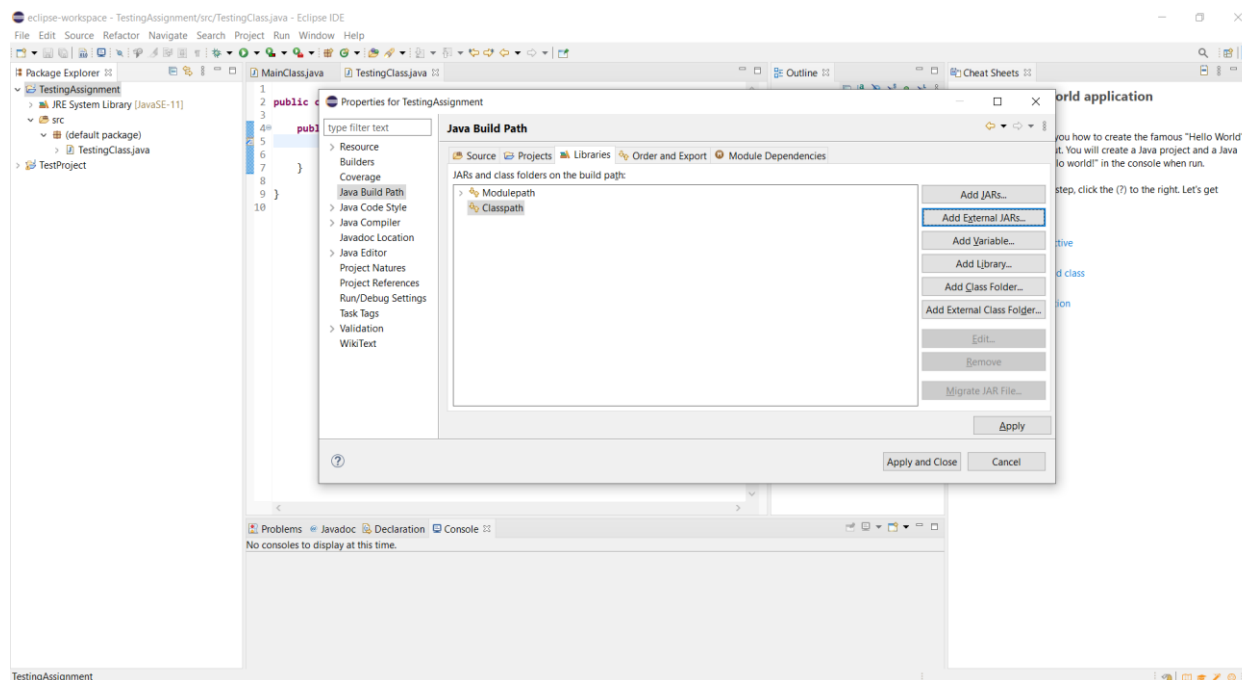 eclipse-workspace - TestingAssignment/src/TestingClass.java - Eclipse IDE
File Edit Source Refactor Navigate Search Project Run Window Help
Package Explorer
TestingAssignment
JRE System Library [JavaSE-11]
src
(default package)
TestingClass.java
TestProject
MainClass.java TestingClass.java
1
2 public c
3
4 publ
5
6
7 }
8
9 }
10
Outline
Cheat Sheets
orld application
you how to create the famous "Hello World"
ut. You will create a Java project and a Java
lo world!" in the console when run.
step, click the (?) to the right. Let's get
tive
d class
ion
Properties for TestingAssignment
type filter text
Resource
Builders
Coverage
Java Build Path
Java Code Style
Java Compiler
Javadoc Location
Java Editor
Project Natures
Project References
Run/Debug Settings
Task Tags
Validation
WikiText
Java Build Path
Source Projects Libraries Order and Export Module Dependencies
JARs and class folders on the build path:
Modulepath
Classpath
Add JARs...
Add External JARs...
Add Variable...
Add Library...
Add Class Folder...
Add External Class Folder...
Edit...
Remove
Migrate JAR File...
Apply
Apply and Close Cancel
Problems Javadoc Declaration Console
No consoles to display at this time.
TestingAssignment